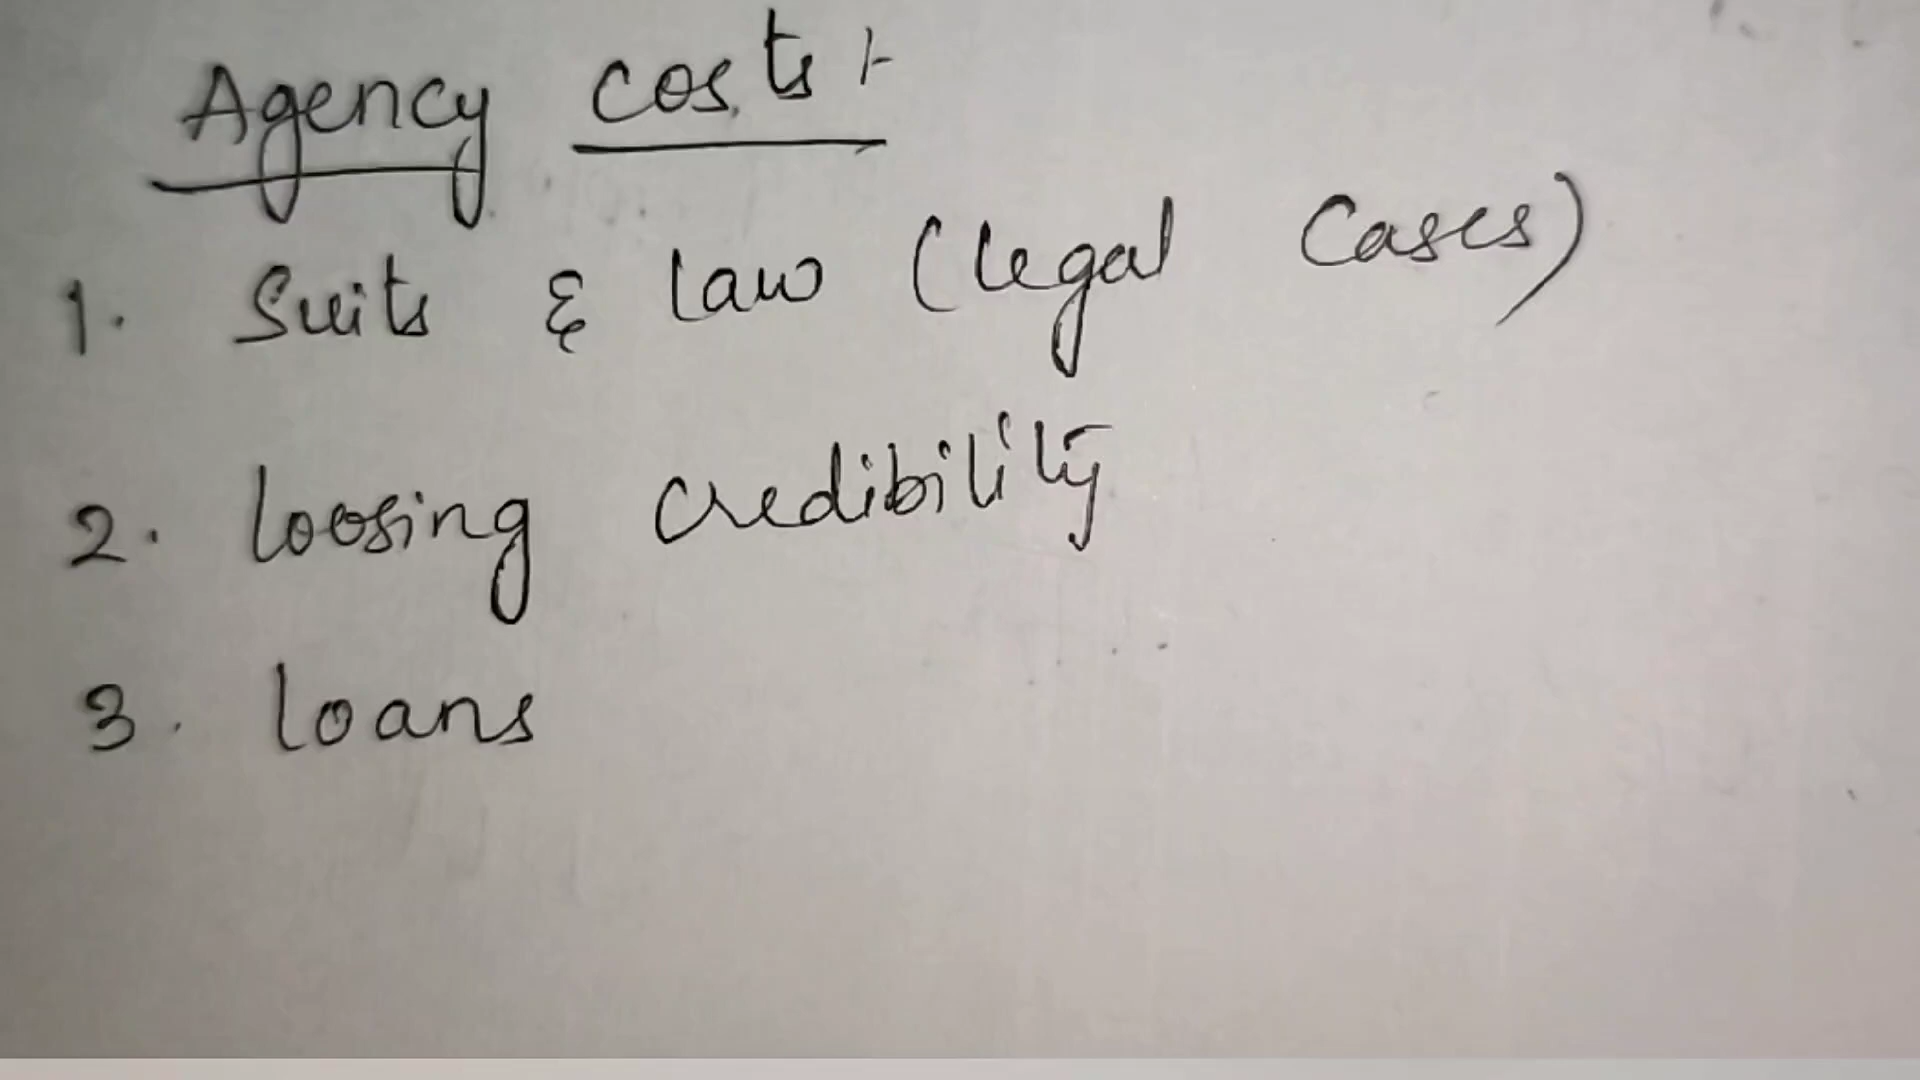 Agency costs :-
1. Suits & law (legal cases)
2. loosing credibility
3. loans